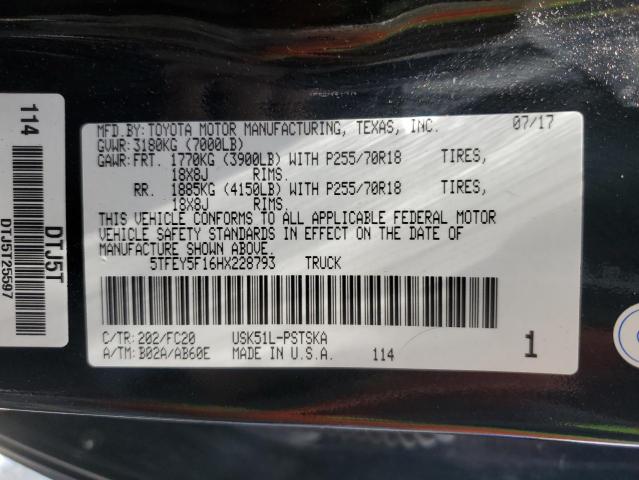 MFD.BY:TOYOTA MOTOR MANUFACTURING, TEXAS, INC. 07/17
GVWR:3180KG (7000LB)
GAWR:FRT. 1770KG (3900LB) WITH P255/70R18 TIRES,
18X8J RIMS.
RR. 1885KG (4150LB) WITH P255/70R18 TIRES,
18X8J RIMS.
THIS VEHICLE CONFORMS TO ALL APPLICABLE FEDERAL MOTOR
VEHICLE SAFETY STANDARDS IN EFFECT ON THE DATE OF
MANUFACTURE SHOWN ABOVE.
5TFEY5F16HX228793 TRUCK
C/TR:202/FC20 USK51L-PSTSKA
A/TM:B02A/AB60E MADE IN U.S.A. 114 1
114
DTJ5T
DTJ5T25597